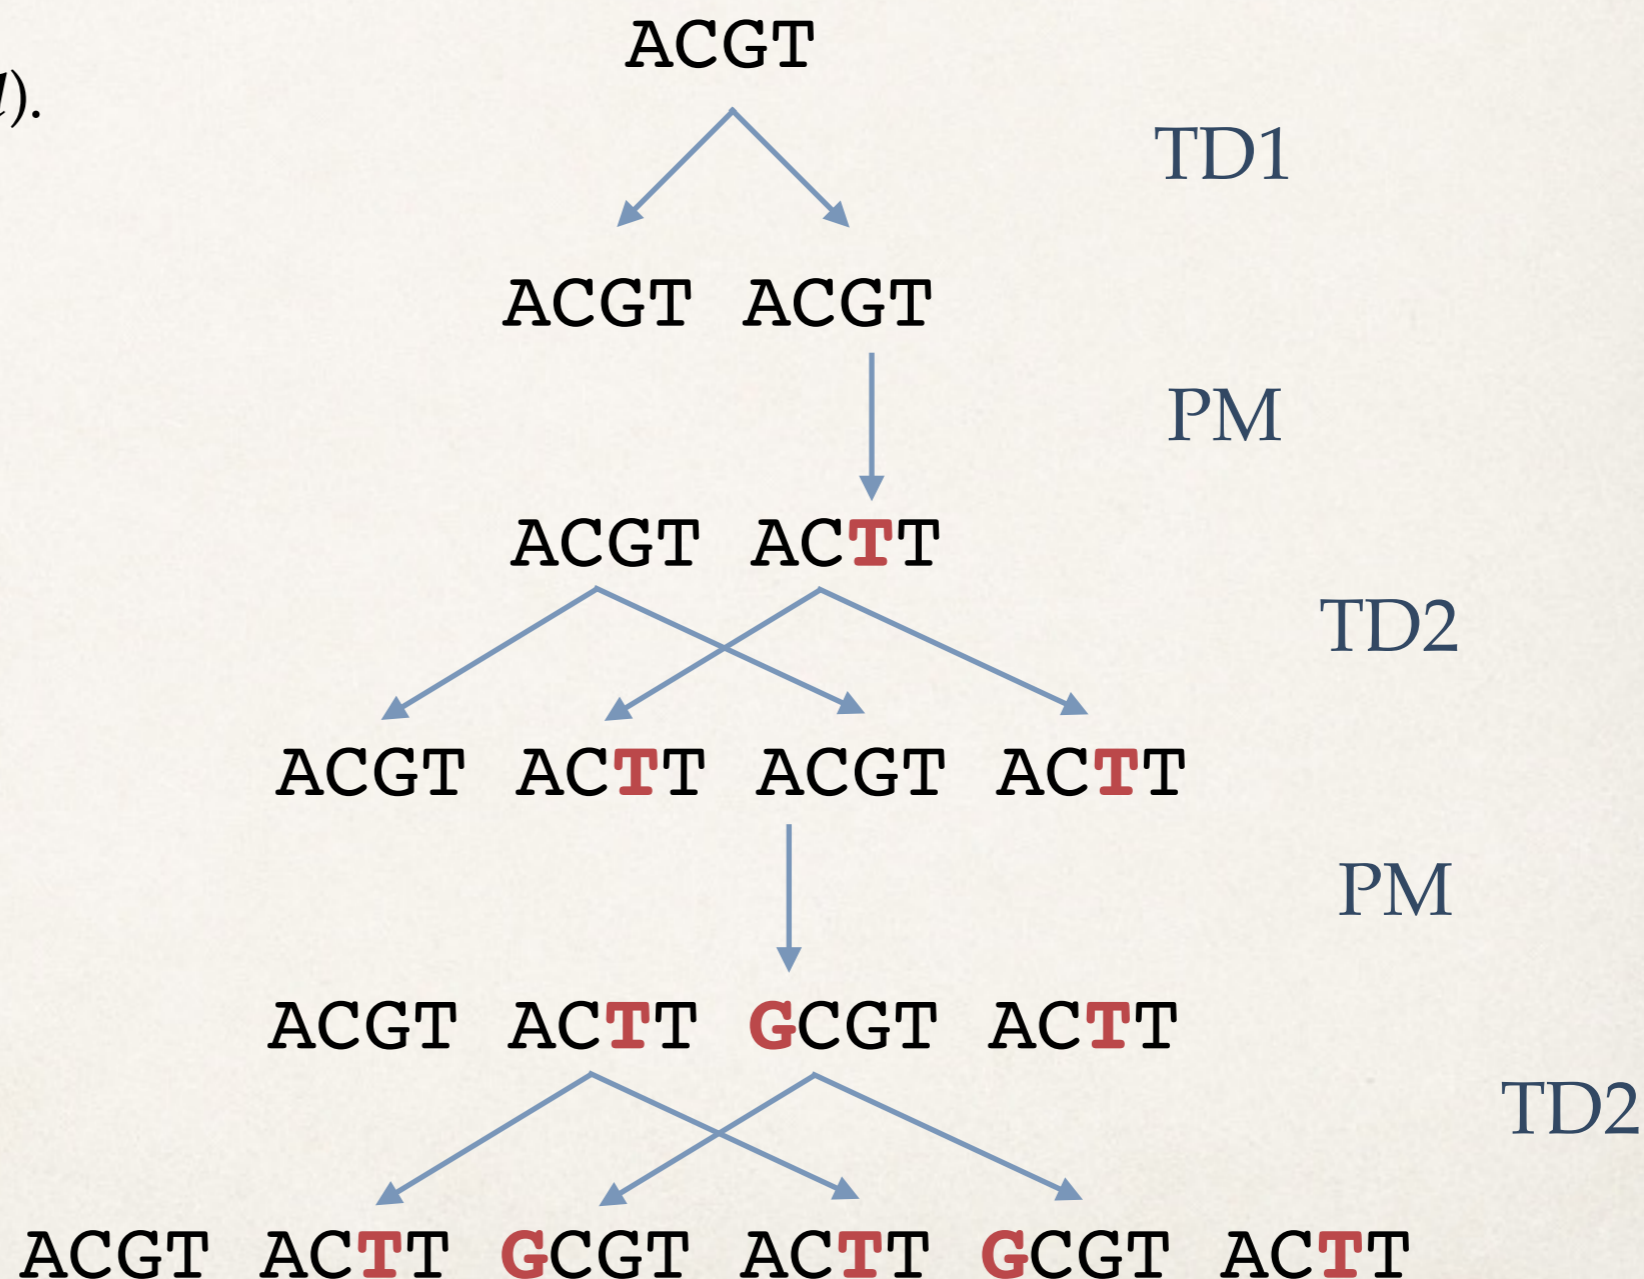 ACGT
l).
TD1
ACGT ACGT
PM
ACGT ACTT
TD2
ACGT ACTT ACGT ACTT
PM
ACGT ACTT GCGT ACTT
TD2
ACGT ACTT GCGT ACTT GCGT ACTT